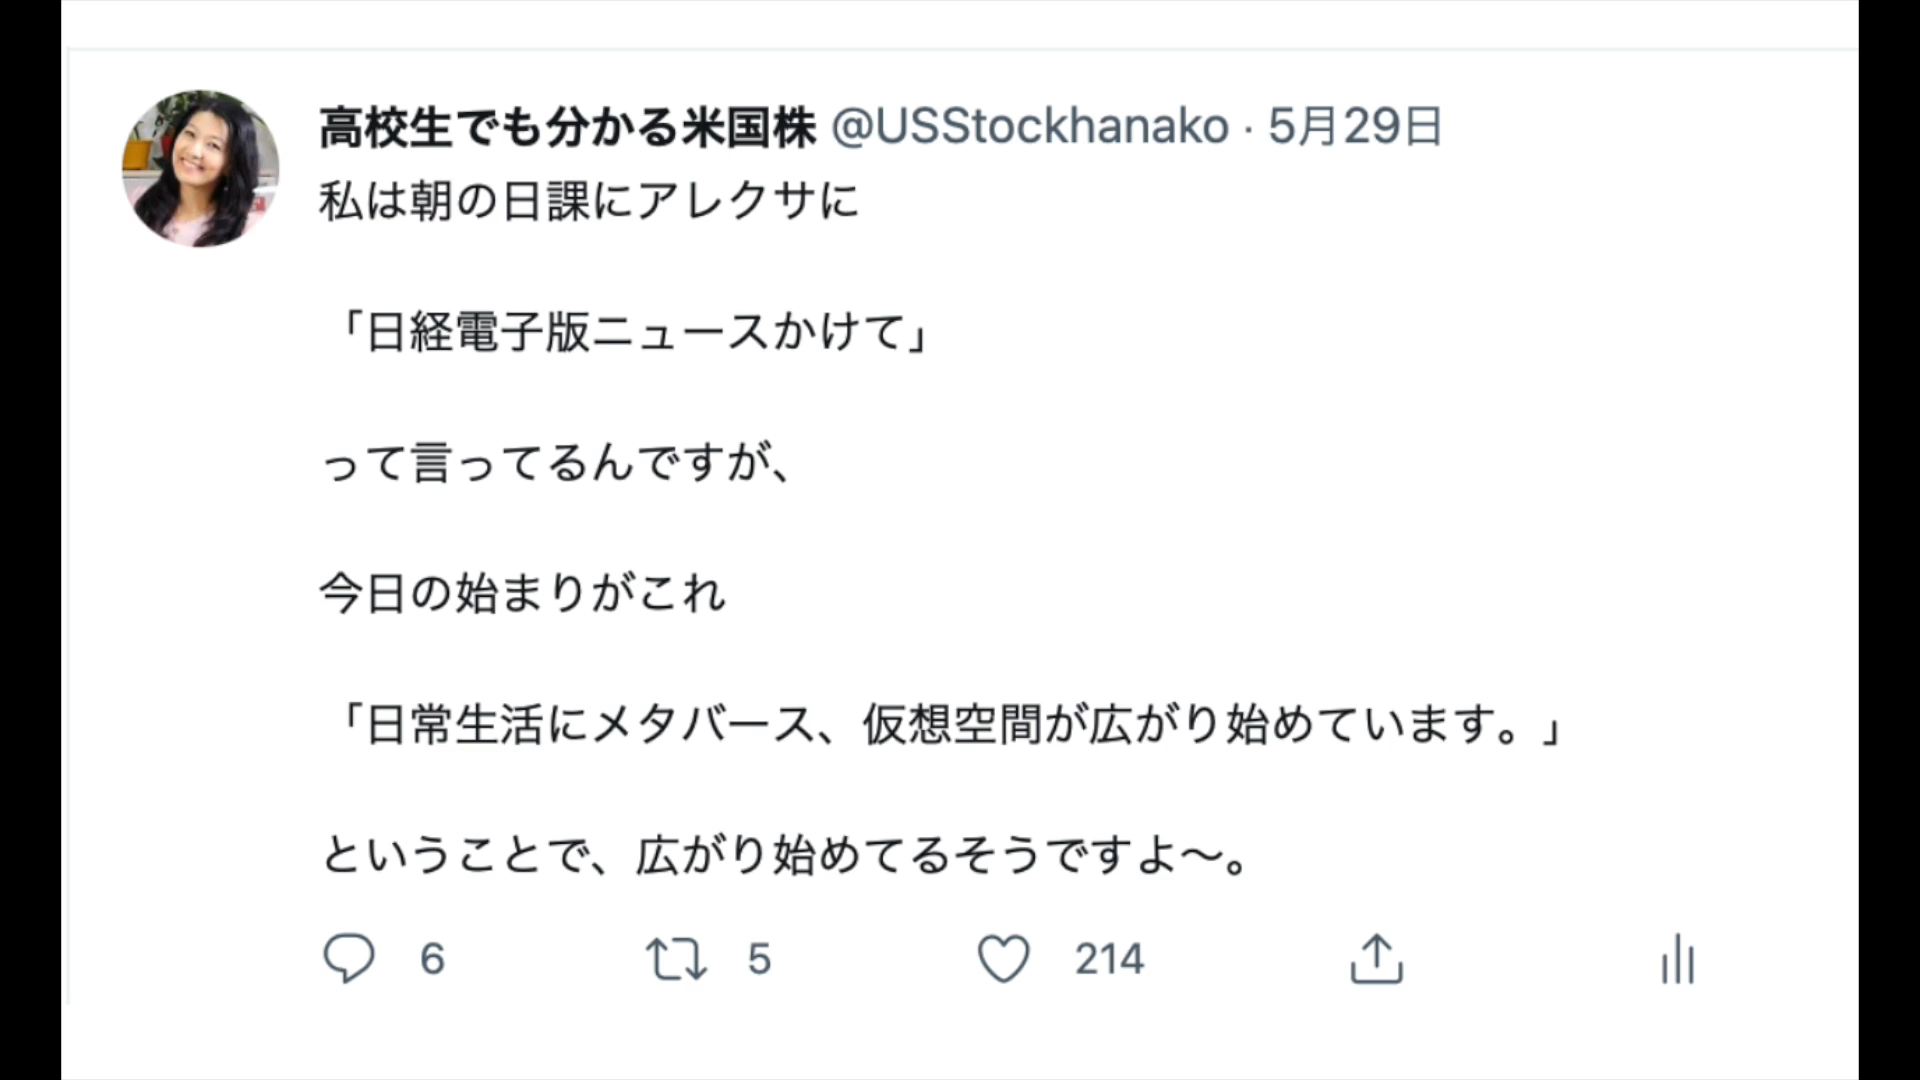 高校生でも分かる米国株 @USStockhanako · 5月29日
私は朝の日課にアレクサに
「日経電子版ニュースかけて」
って言ってるんですが、
今日の始まりがこれ
「日常生活にメタバース、仮想空間が広がり始めています。」
ということで、広がり始めてるそうですよ〜。
6 5 214